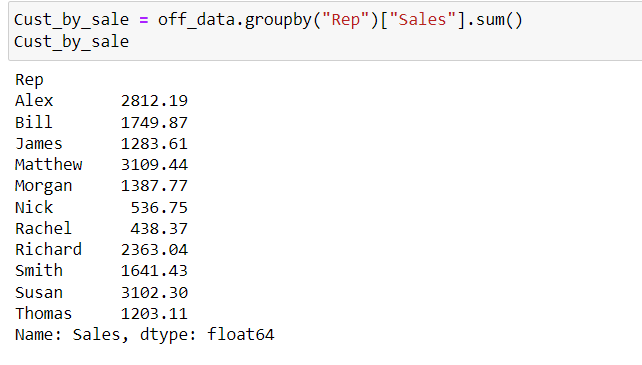 Cust_by_sale = off_data.groupby("Rep")["Sales"].sum()
Cust_by_sale
Rep
Alex 2812.19
Bill 1749.87
James 1283.61
Matthew 3109.44
Morgan 1387.77
Nick 536.75
Rachel 438.37
Richard 2363.04
Smith 1641.43
Susan 3102.30
Thomas 1203.11
Name: Sales, dtype: float64